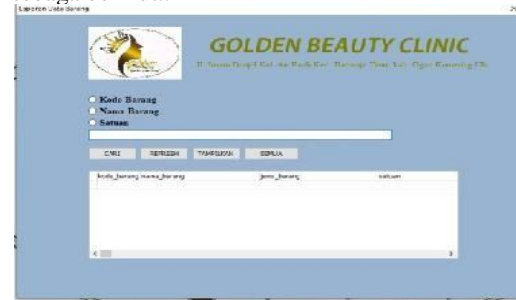 Laporan Data Barang
GOLDEN BEAUTY CLINIC
Kode Barang
Nama Barang
Satuan
CARI REFRESH TAMPILKAN SEMUA
kode_barang nama_barang jenis_barang satuan